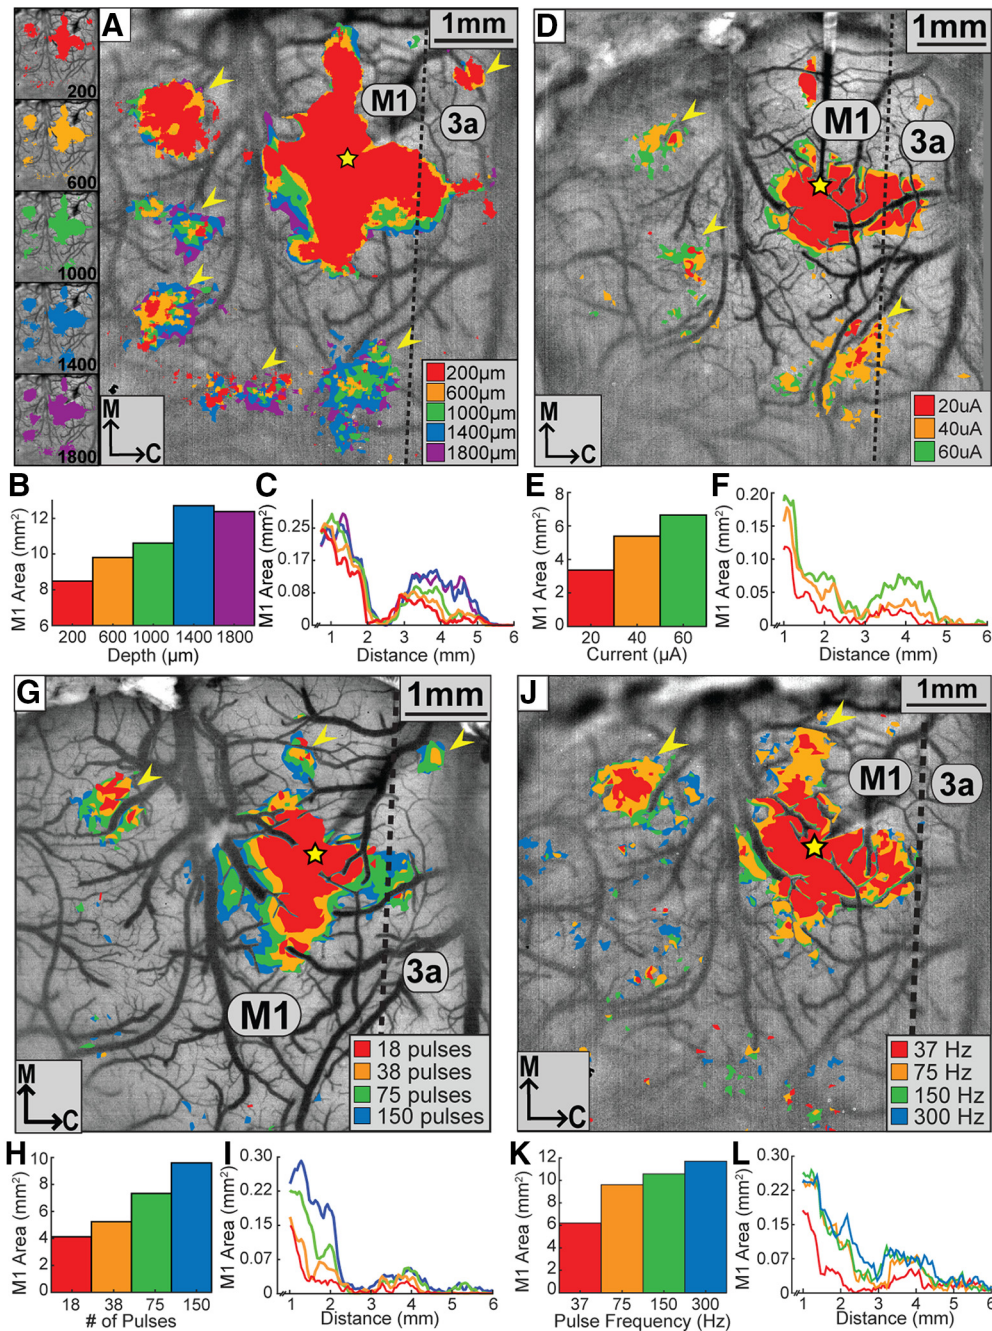 A
1mm
M1
3a
200
600
1000
1400
1800
M
C
200µm
600µm
1000µm
1400µm
1800µm
D
1mm
M1
3a
M
C
20uA
40uA
60uA
B
M1 Area (mm²)
12
10
8
6
200 600 1000 1400 1800
Depth (µm)
C
M1 Area (mm²)
0.25
0.17
0.08
0
1 2 3 4 5 6
Distance (mm)
E
M1 Area (mm²)
8
6
4
2
0
20 40 60
Current (µA)
F
M1 Area (mm²)
0.20
0.15
0.10
0.05
0
1 2 3 4 5 6
Distance (mm)
G
1mm
3a
M1
M
C
18 pulses
38 pulses
75 pulses
150 pulses
J
1mm
M1
3a
M
C
37 Hz
75 Hz
150 Hz
300 Hz
H
M1 Area (mm²)
10
8
6
4
2
0
18 38 75 150
# of Pulses
I
M1 Area (mm²)
0.30
0.22
0.15
0.07
0
1 2 3 4 5 6
Distance (mm)
K
M1 Area (mm²)
12
10
8
6
4
2
0
37 75 150 300
Pulse Frequency (Hz)
L
M1 Area (mm²)
0.30
0.22
0.15
0.07
0
1 2 3 4 5 6
Distance (mm)